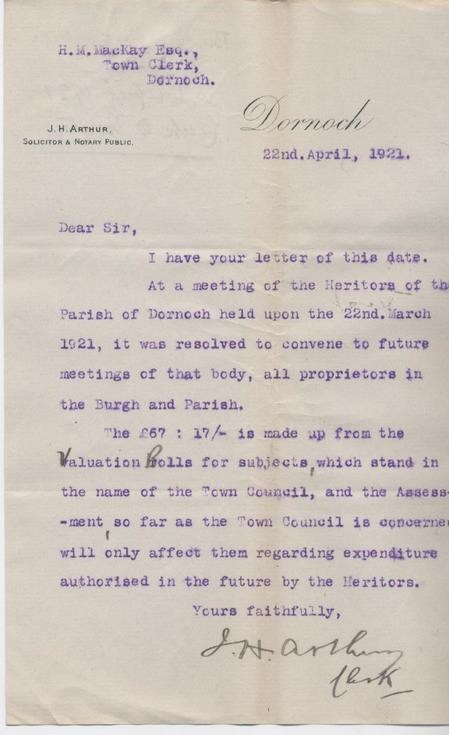 H.M.MacKay Esq.,
Town Clerk,
Dornoch.
J.H. ARTHUR.
SOLICITOR & NOTARY PUBLIC.
Dornoch
22nd.April, 1921.
Dear Sir,
I have your letter of this date.
At a meeting of the Heritors of th
Parish of Dornoch held upon the 22nd.March
1921, it was resolved to convene to future
meetings of that body, all proprietors in
the Burgh and Parish.
The £67 : 17/- is made up from the
Valuation Rolls for subjects, which stand in
the name of the Town Council, and the Assess-
-ment, so far as the Town Council is concerne
will only affect them regarding expenditure
authorised in the future by the Heritors.
Yours faithfully,
J.H. Arthur
Clerk